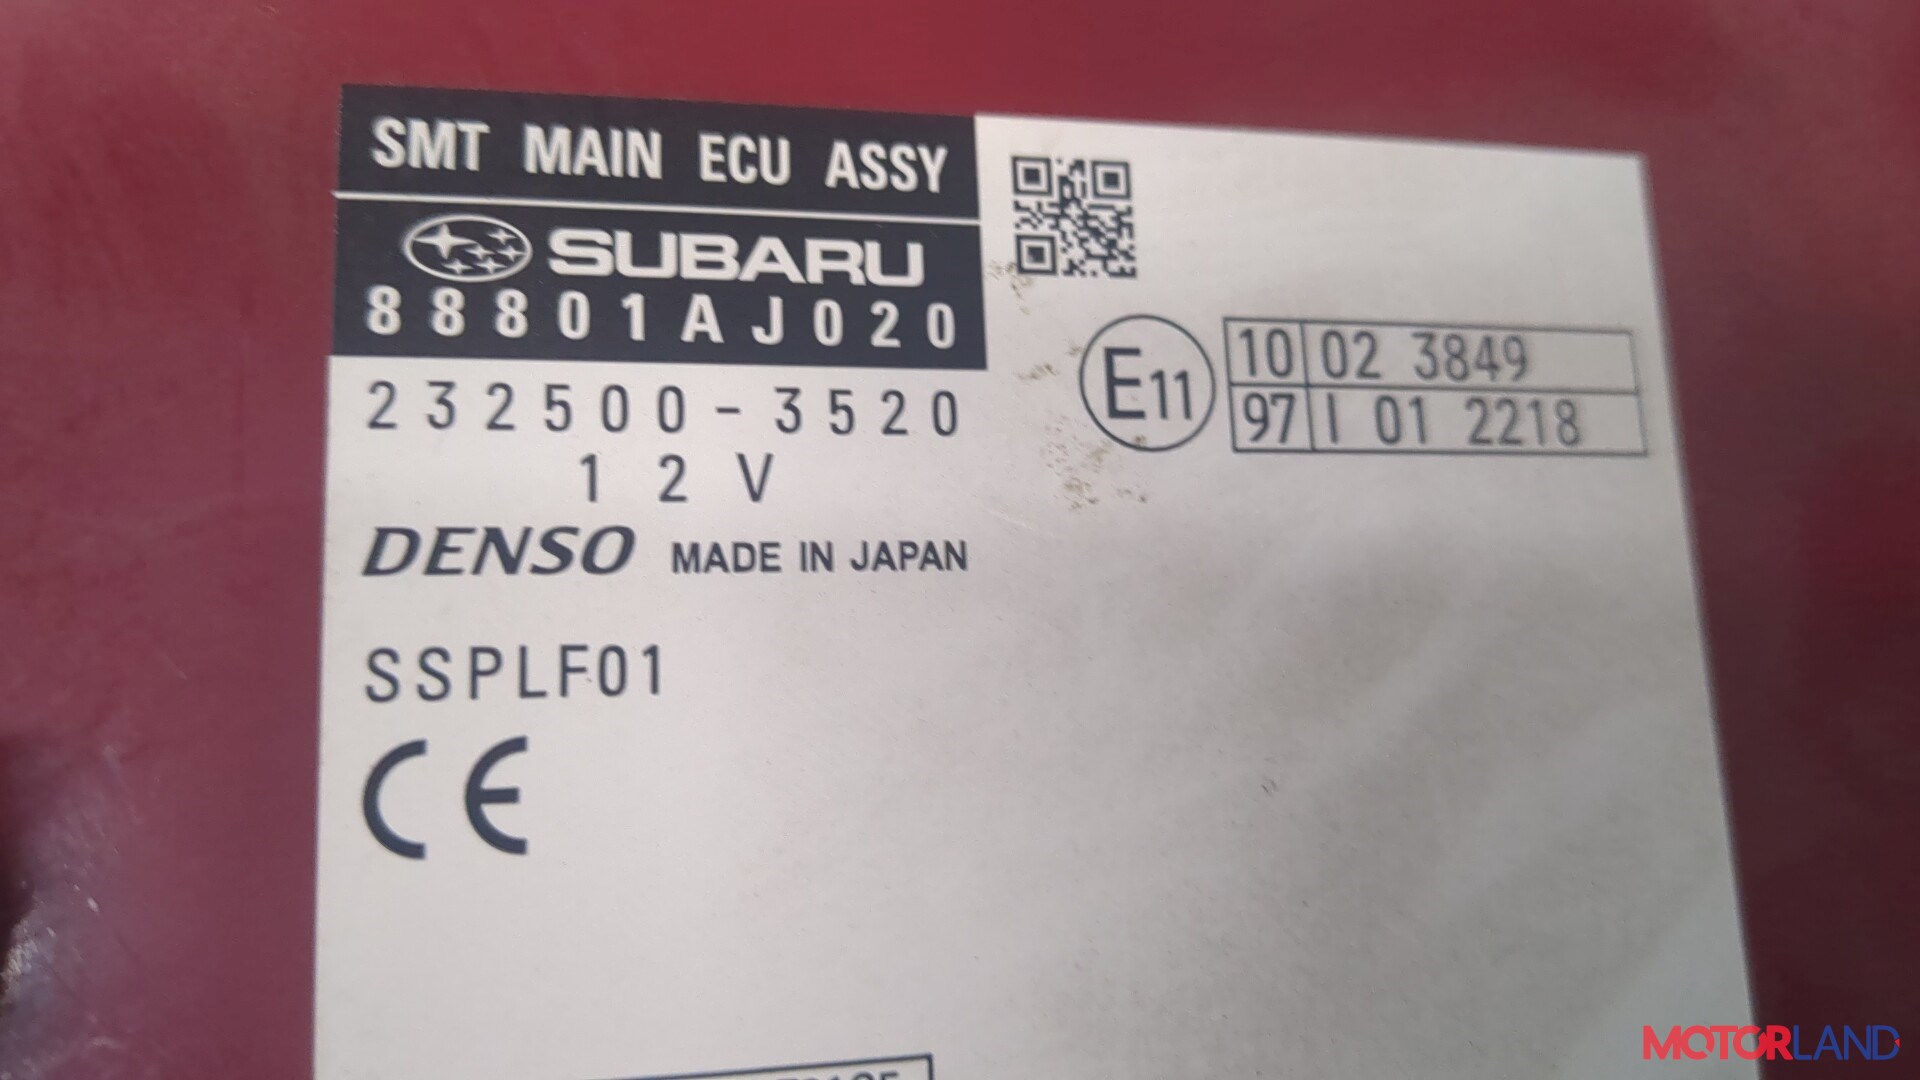 SMT MAIN ECU ASSY
SUBARU
88801AJ020
232500-3520
12V
DENSO MADE IN JAPAN
SSPLF01
CE
E11
10 02 3849
97 I 01 2218
MOTORLAND